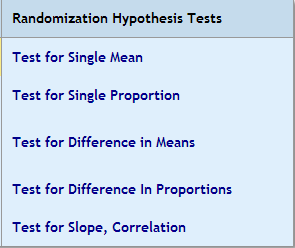 Randomization Hypothesis Tests
Test for Single Mean
Test for Single Proportion
Test for Difference in Means
Test for Difference In Proportions
Test for Slope, Correlation